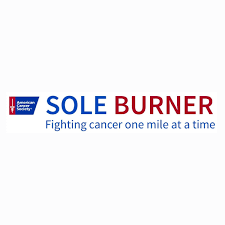 American
Cancer
Society®
SOLE BURNER
Fighting cancer one mile at a time